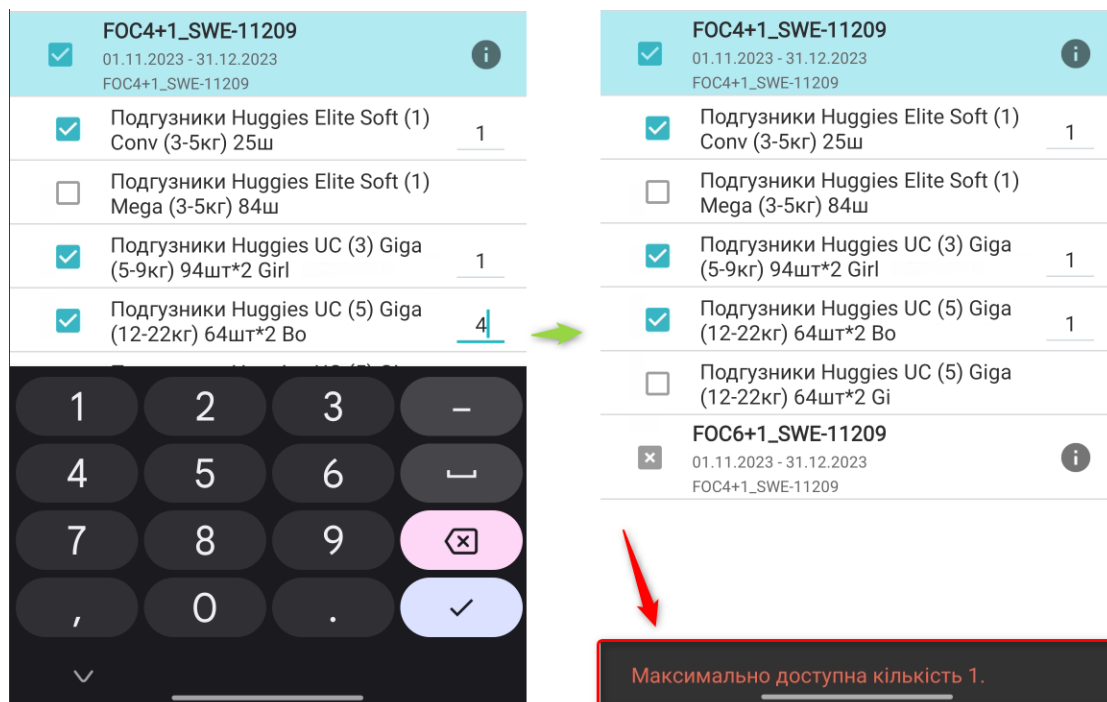 FOC4+1_SWE-11209
01.11.2023 - 31.12.2023
FOC4+1_SWE-11209
Подгузники Huggies Elite Soft (1)
Conv (3-5кг) 25ш
1
Подгузники Huggies Elite Soft (1)
Mega (3-5кг) 84ш
Подгузники Huggies UC (3) Giga
(5-9кг) 94шт*2 Girl
1
Подгузники Huggies UC (5) Giga
(12-22кг) 64шт*2 Bo
4
1 2 3 –
4 5 6
7 8 9
, 0 .
FOC4+1_SWE-11209
01.11.2023 - 31.12.2023
FOC4+1_SWE-11209
Подгузники Huggies Elite Soft (1)
Conv (3-5кг) 25ш
1
Подгузники Huggies Elite Soft (1)
Mega (3-5кг) 84ш
Подгузники Huggies UC (3) Giga
(5-9кг) 94шт*2 Girl
1
Подгузники Huggies UC (5) Giga
(12-22кг) 64шт*2 Bo
1
Подгузники Huggies UC (5) Giga
(12-22кг) 64шт*2 Gi
FOC6+1_SWE-11209
01.11.2023 - 31.12.2023
FOC4+1_SWE-11209
Максимально доступна кількість 1.